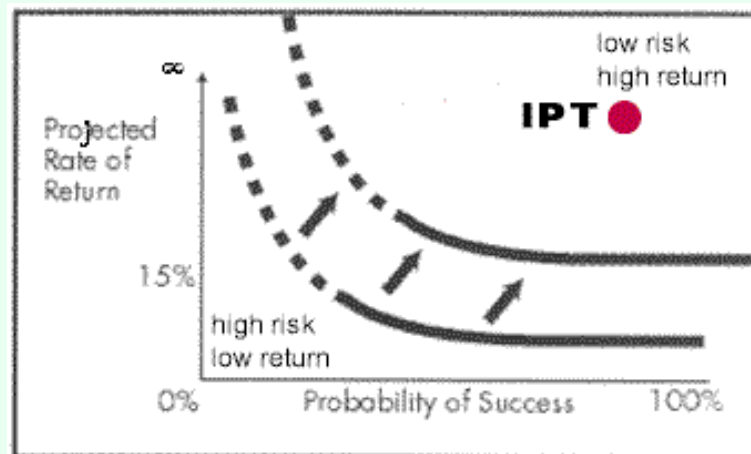 low risk
high return
IPT
∞
Projected
Rate of
Return
15%
high risk
low return
0%
Probability of Success
100%